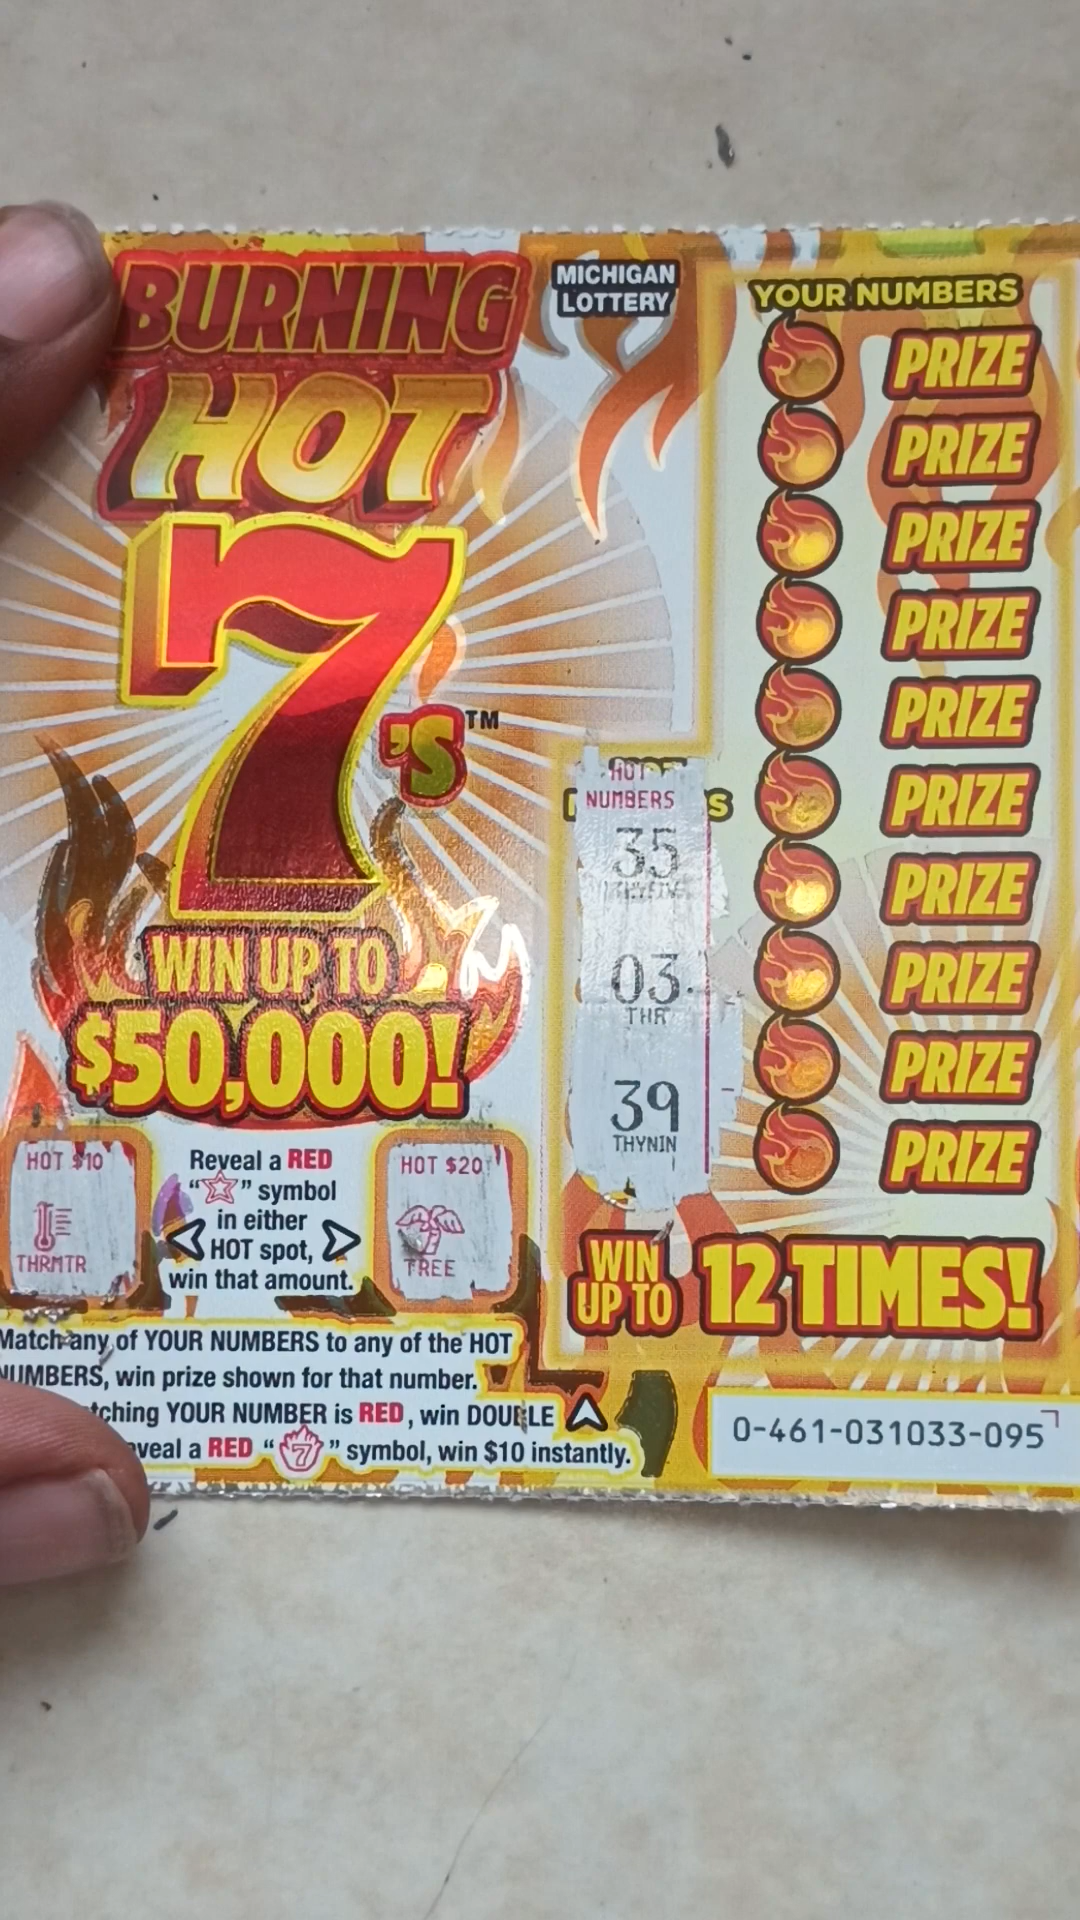 BURNING
HOT
7'S™
WIN UP TO
$50,000!
MICHIGAN
LOTTERY
YOUR NUMBERS
PRIZE
PRIZE
PRIZE
PRIZE
PRIZE
PRIZE
PRIZE
PRIZE
PRIZE
PRIZE
HOT
NUMBERS
S
35
03
THR
39
THYNIN
WIN
UP TO
12 TIMES!
HOT $10
THRMTR
Reveal a RED
"☆" symbol
in either
< HOT spot, >
win that amount.
HOT $20
TREE
Match any of YOUR NUMBERS to any of the HOT
NUMBERS, win prize shown for that number.
tching YOUR NUMBER is RED, win DOUBLE
veal a RED "7" symbol, win $10 instantly.
0-461-031033-095